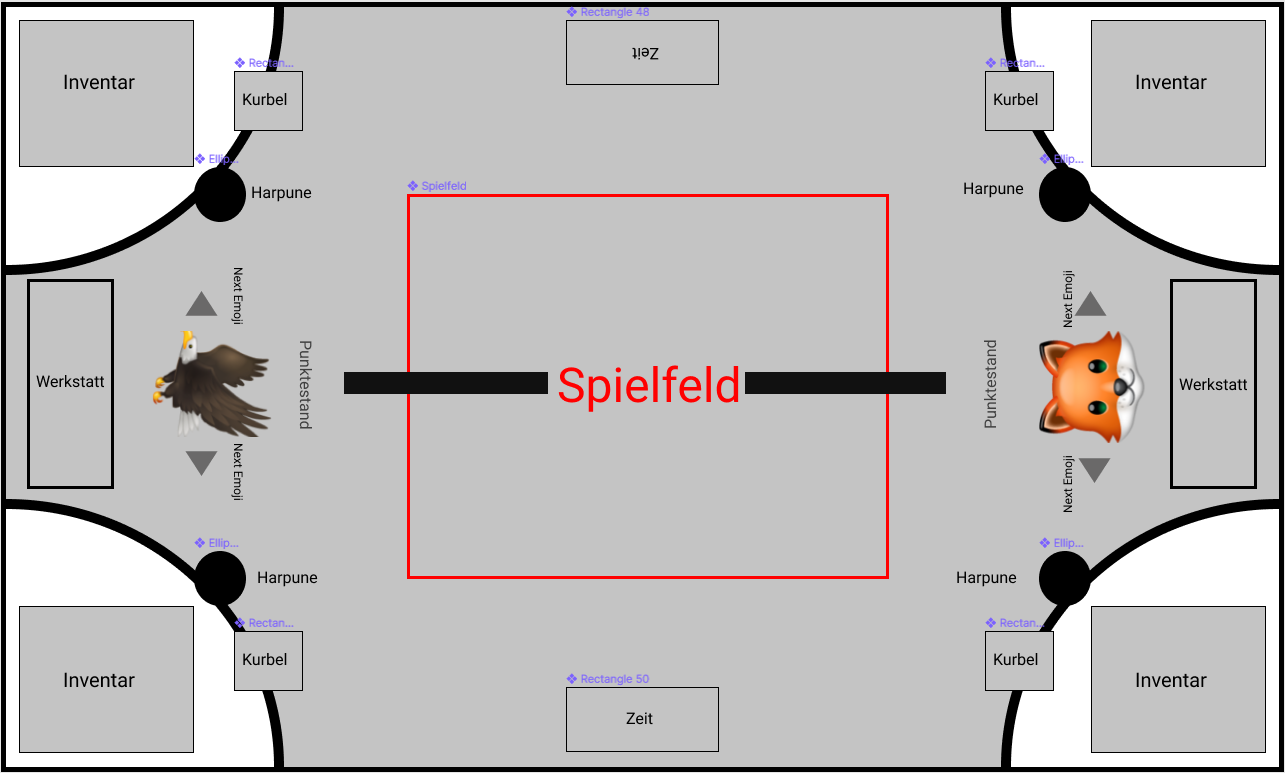 Rectangle 48
Zeit
Inventar
Rectan...
Kurbel
Rectan...
Kurbel
Inventar
Ellip...
Harpune
Ellip...
Harpune
Spielfeld
Next Emoji
Next Emoji
Werkstatt
Punktestand
Spielfeld
Punktestand
Werkstatt
Next Emoji
Next Emoji
Ellip...
Harpune
Ellip...
Harpune
Rectan...
Kurbel
Rectan...
Kurbel
Inventar
Inventar
Rectangle 50
Zeit